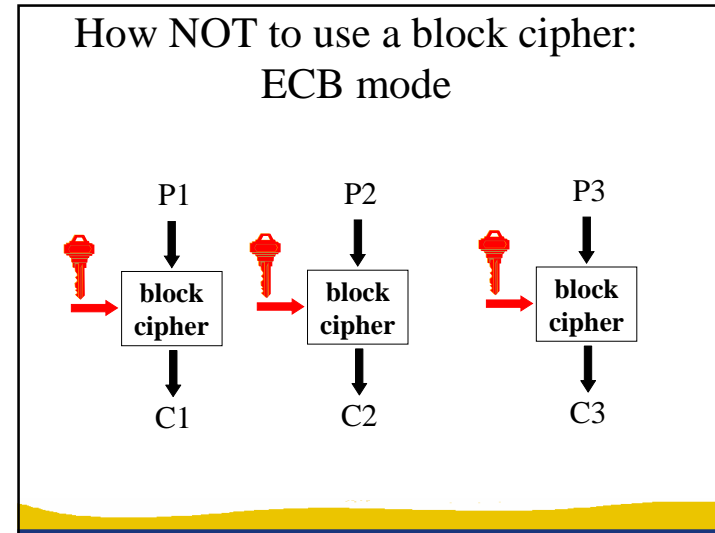 How NOT to use a block cipher:
ECB mode
P1 P2 P3
block block block
cipher cipher cipher
C1 C2 C3